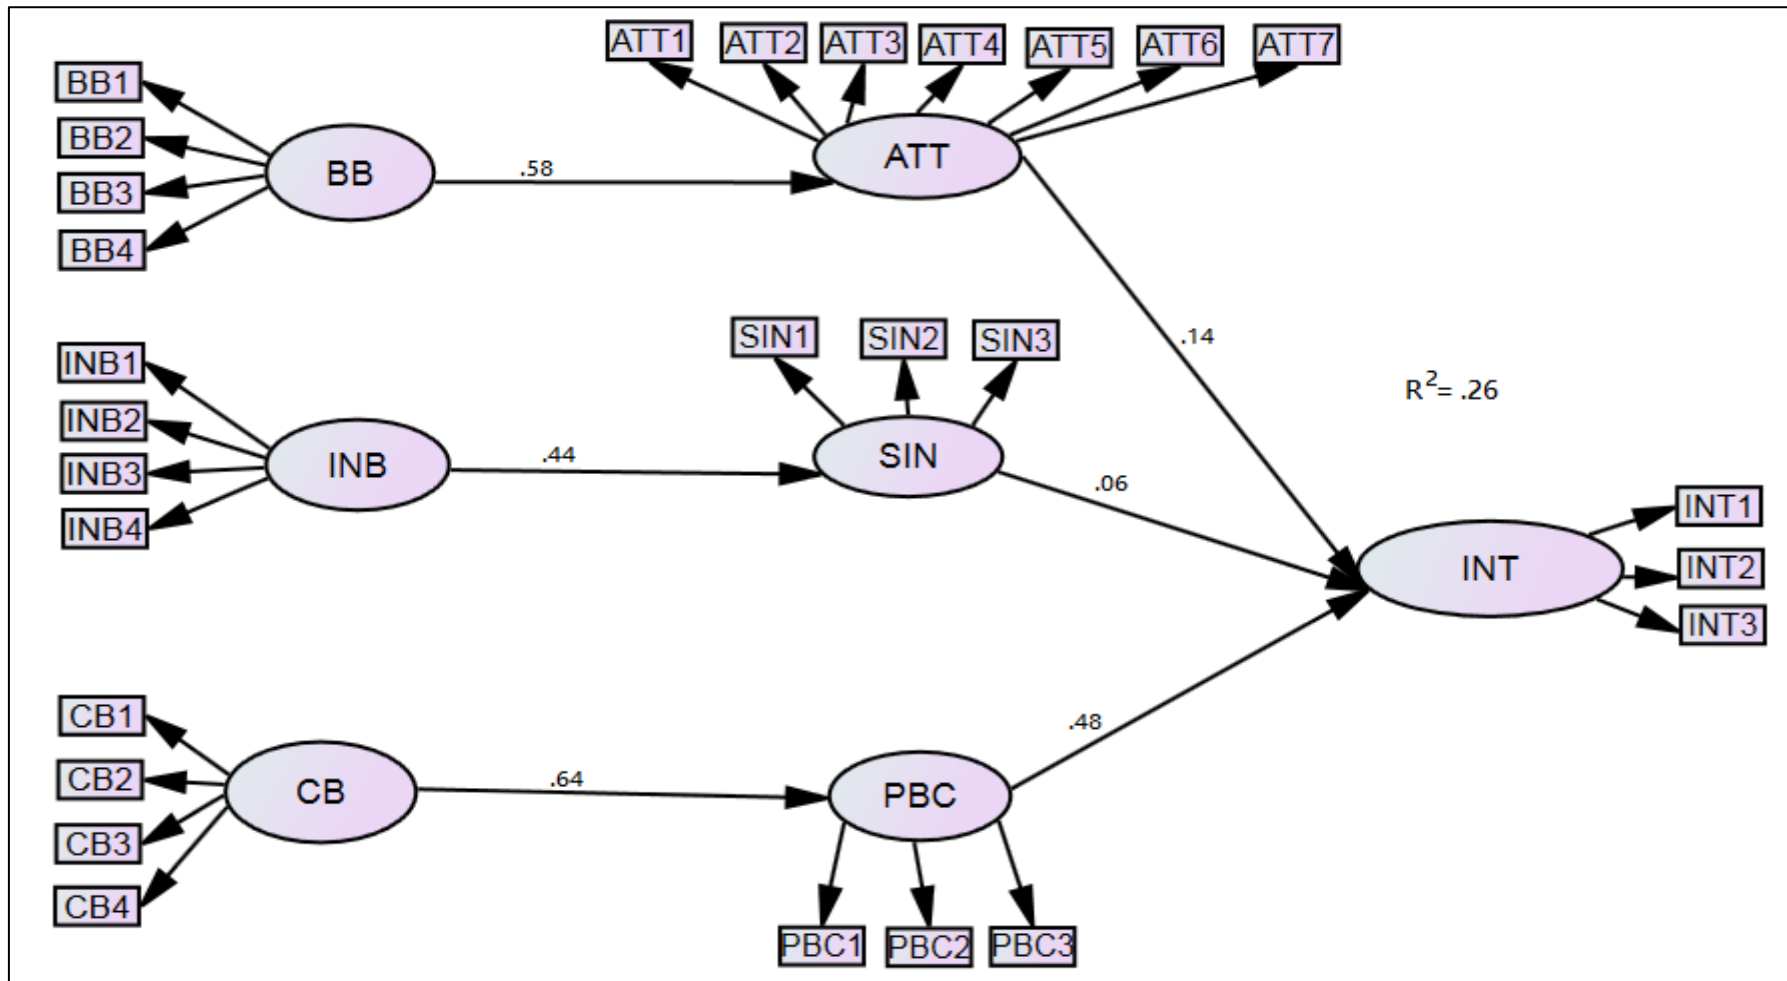 ATT1 ATT2 ATT3 ATT4 ATT5 ATT6 ATT7
BB1
BB2
BB3
BB4
BB
.58
ATT
.14
R²= .26
SIN1 SIN2 SIN3
INB1
INB2
INB3
INB4
INB
.44
SIN
.06
INT
INT1
INT2
INT3
CB1
CB2
CB3
CB4
CB
.64
PBC
.48
PBC1 PBC2 PBC3